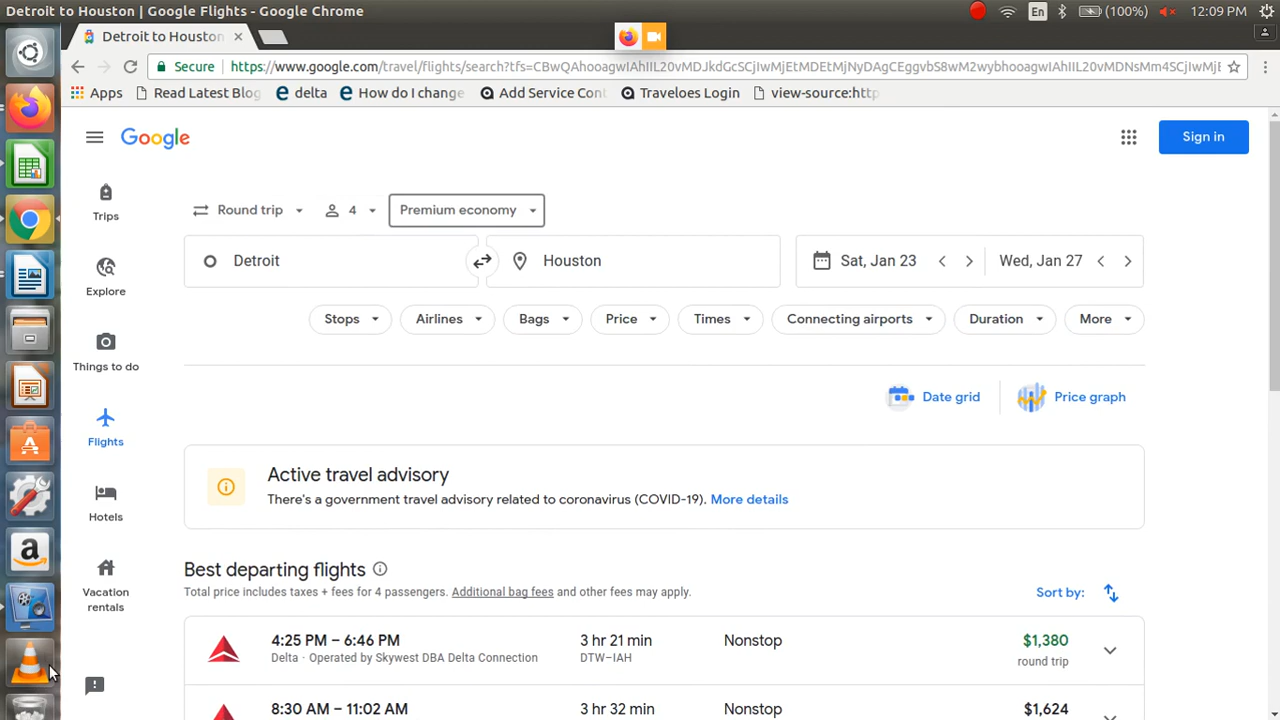 Detroit to Houston | Google Flights - Google Chrome
En
(100%)
12:09 PM
Detroit to Houston
Secure
https://www.google.com/travel/flights/search?tfs=CBwQAhooagwIAhIIL20vMDJkdGcSCjIwMjEtMDEtMjNyDAgCEggvbS8wM2wybhooagwIAhIIL20vMDNsMm4SCjIwMjE
Apps
Read Latest Blog
delta
How do I change
Add Service Cont
Traveloes Login
view-source:http
Google
Sign in
Trips
Explore
Things to do
Flights
Hotels
Vacation
rentals
Round trip
4
Premium economy
Detroit
Houston
Sat, Jan 23
Wed, Jan 27
Stops
Airlines
Bags
Price
Times
Connecting airports
Duration
More
Date grid
Price graph
Active travel advisory
There's a government travel advisory related to coronavirus (COVID-19). More details
Best departing flights
Total price includes taxes + fees for 4 passengers. Additional bag fees and other fees may apply.
Sort by:
4:25 PM – 6:46 PM
3 hr 21 min
Nonstop
$1,380
Delta · Operated by Skywest DBA Delta Connection
DTW–IAH
round trip
8:30 AM – 11:02 AM
3 hr 32 min
Nonstop
$1,624